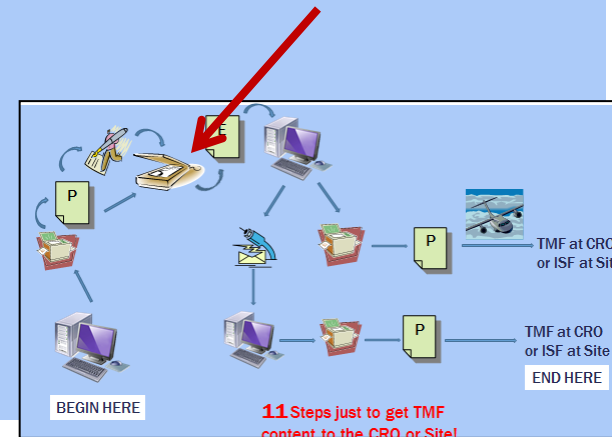 E
P
P
TMF at CRO
or ISF at Sit
P
TMF at CRO
or ISF at Site
END HERE
BEGIN HERE
11 Steps just to get TMF
content to the CRO or Site!